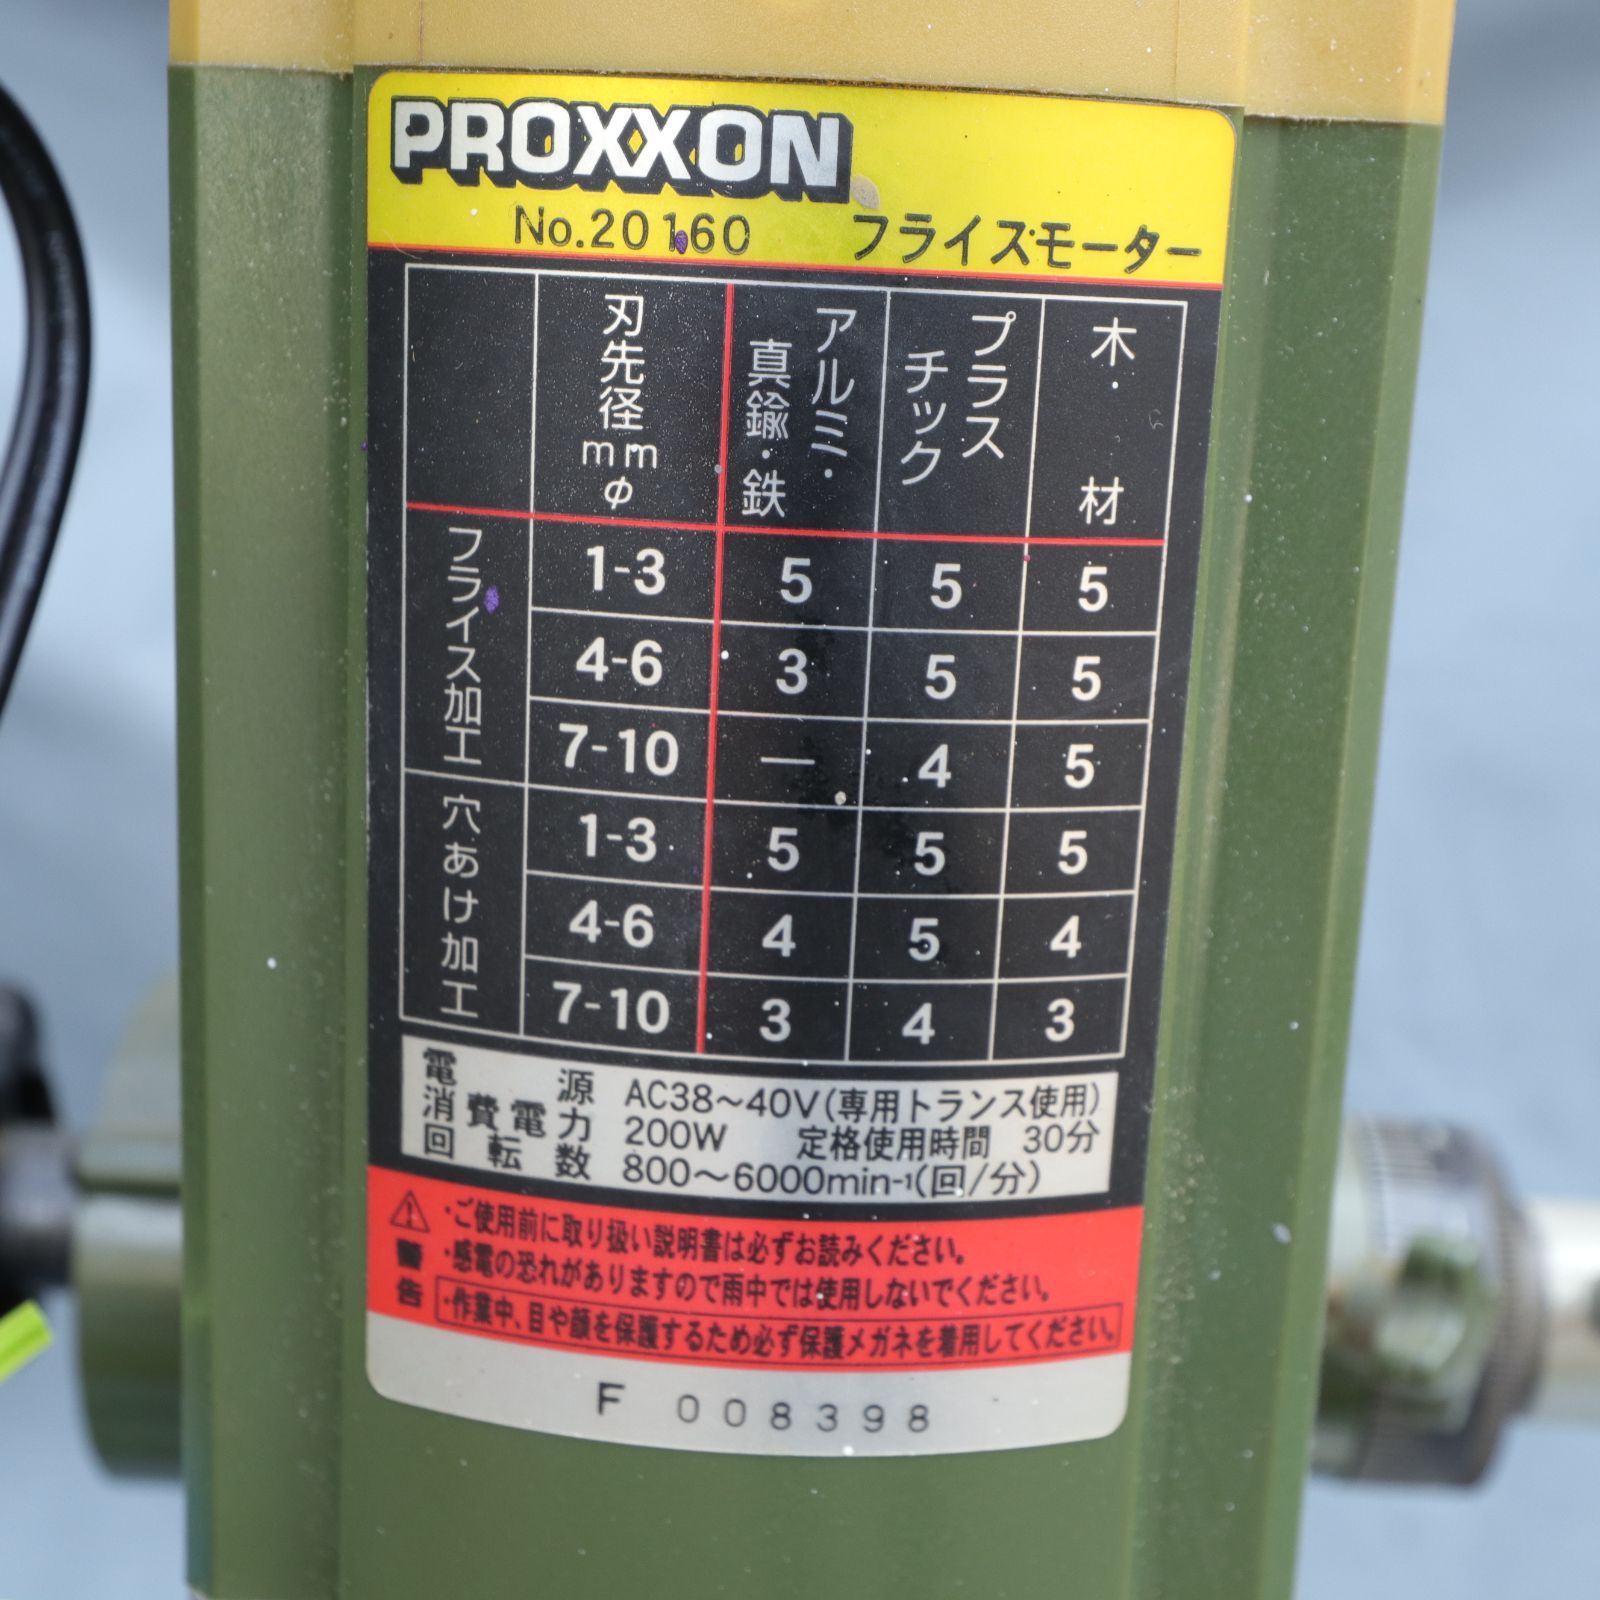 PROXXON
No.20160 フライスモーター
刃先径mmφ アルミ・真鍮・鉄 プラスチック 木・材
フライス加工
1-3 5 5 5
4-6 3 5 5
7-10 — 4 5
穴あけ加工
1-3 5 5 5
4-6 4 5 4
7-10 3 4 3
電源 AC38～40V(専用トランス使用)
消費電力 200W 定格使用時間 30分
回転数 800～6000min-1(回/分)
警告
・ご使用前に取り扱い説明書は必ずお読みください。
・感電の恐れがありますので雨中では使用しないでください。
・作業中、目や顔を保護するため必ず保護メガネを着用してください。
F 008398